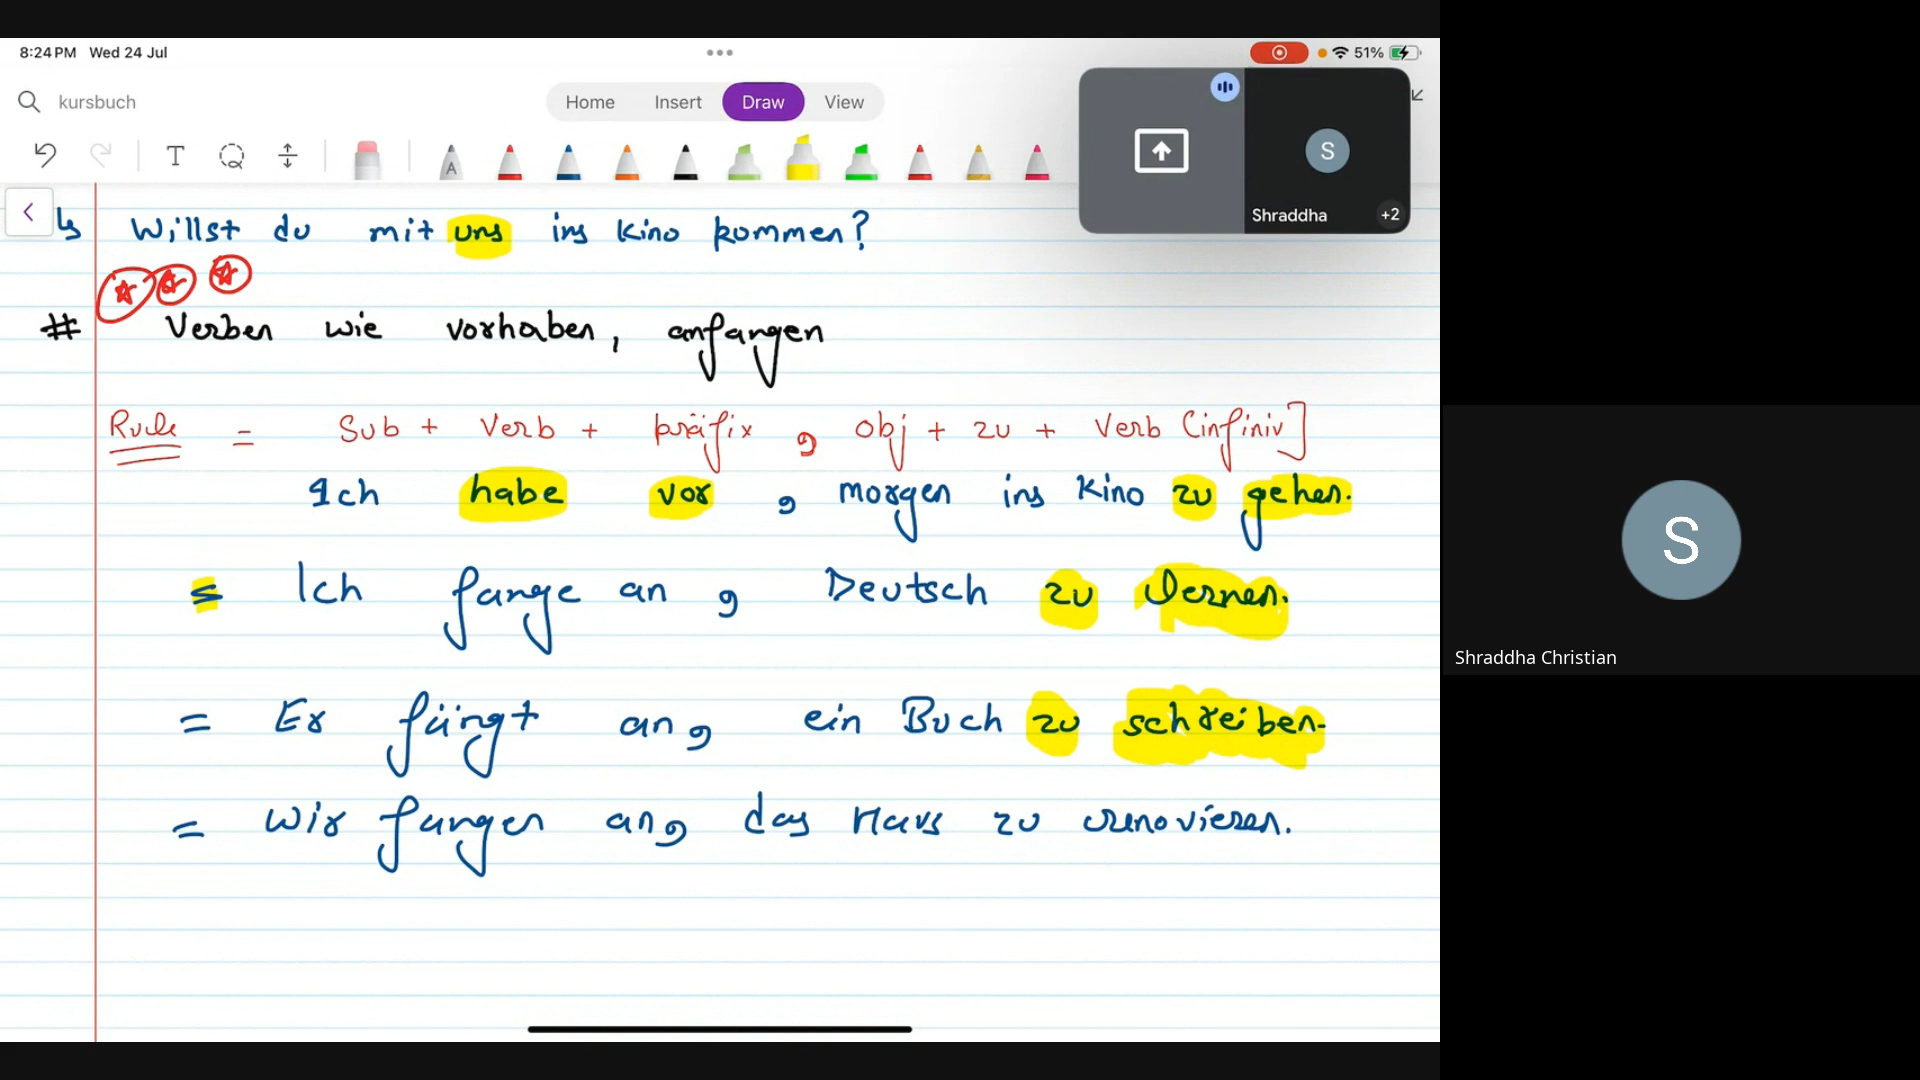 8:24 PM Wed 24 Jul
51%
kursbuch
Home Insert Draw View
S
Shraddha +2
Willst du mit uns ins Kino kommen?
# Verben wie vorhaben, anfangen
Rule = Sub + Verb + präfix , obj + zu + Verb [infiniv]
Ich habe vor , morgen ins Kino zu gehen.
= Ich fange an , Deutsch zu lernen.
= Er fängt an , ein Buch zu schreiben.
= Wir fangen an , das Haus zu renovieren.
S
Shraddha Christian